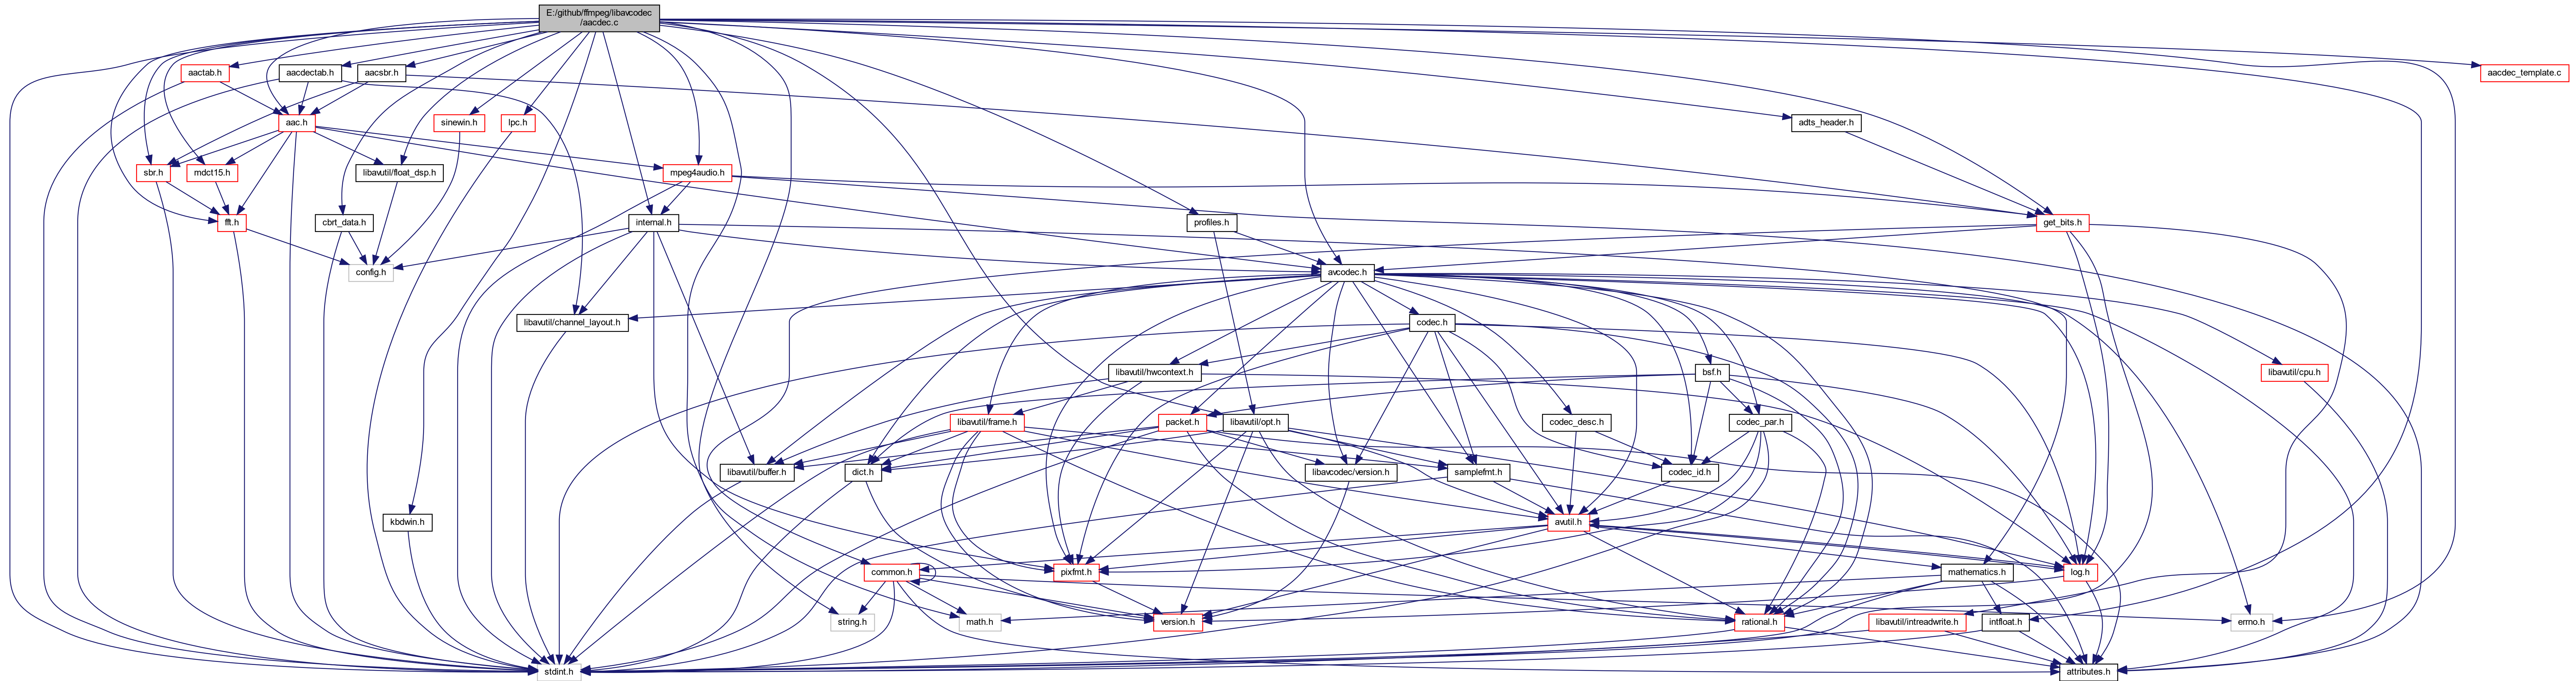 E:/github/ffmpeg/libavcodec
/aacdec.c
aactab.h
aacdectab.h
aacsbr.h
aacdec_template.c
aac.h
sinewin.h
lpc.h
adts_header.h
sbr.h
mdct15.h
libavutil/float_dsp.h
mpeg4audio.h
fft.h
cbrt_data.h
internal.h
profiles.h
get_bits.h
config.h
avcodec.h
libavutil/channel_layout.h
codec.h
libavutil/hwcontext.h
bsf.h
libavutil/cpu.h
libavutil/frame.h
packet.h
libavutil/opt.h
codec_desc.h
codec_par.h
libavutil/buffer.h
dict.h
libavcodec/version.h
samplefmt.h
codec_id.h
kbdwin.h
avutil.h
common.h
pixfmt.h
mathematics.h
log.h
string.h
math.h
version.h
rational.h
libavutil/intreadwrite.h
intfloat.h
errno.h
stdint.h
attributes.h